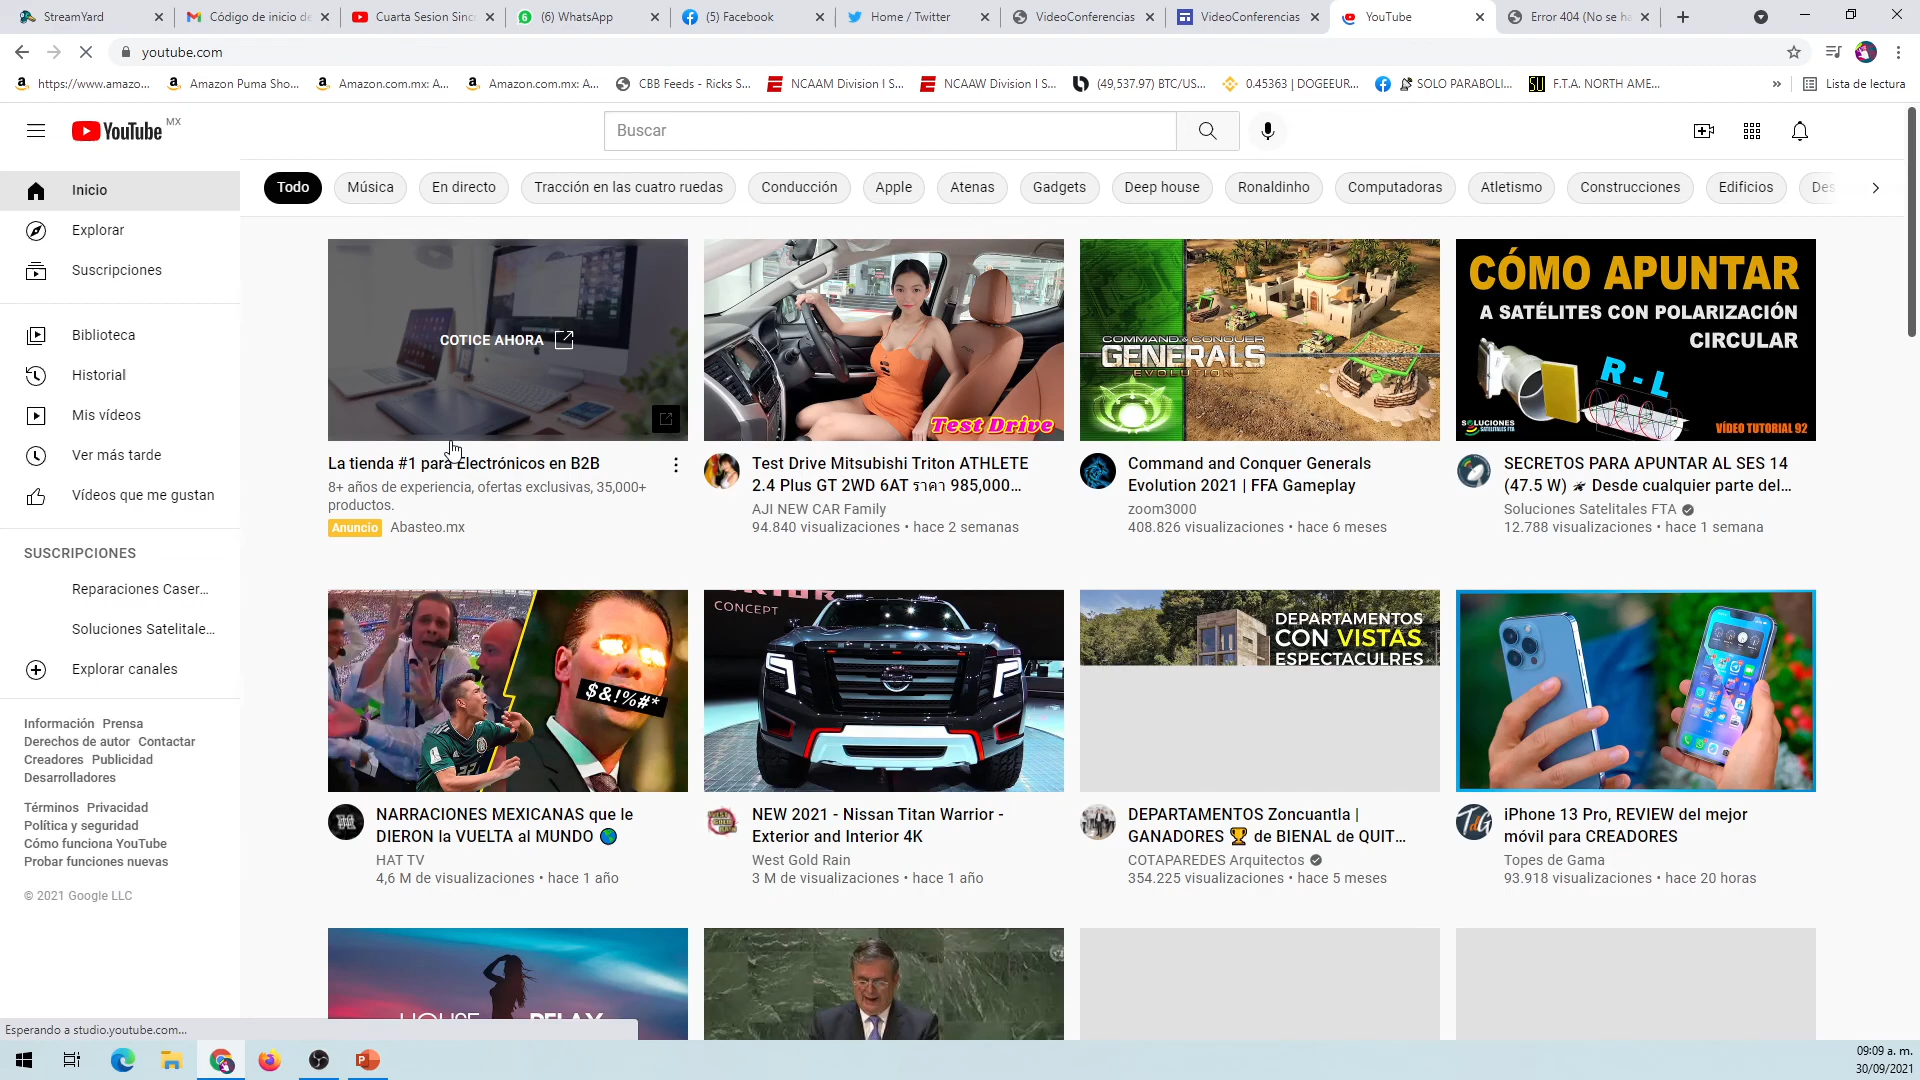 StreamYard
Código de inicio de
Cuarta Sesion Sinc
(6) WhatsApp
(5) Facebook
Home / Twitter
VideoConferencias
VideoConferencias
YouTube
Error 404 (No se ha
youtube.com
https://www.amazo...
Amazon Puma Sho...
Amazon.com.mx: A...
Amazon.com.mx: A...
CBB Feeds - Ricks S...
NCAAM Division I S...
NCAAW Division I S...
(49,537.97) BTC/US...
0.45363 | DOGEEUR...
SOLO PARABOLI...
F.T.A. NORTH AME...
Lista de lectura
YouTube MX
Buscar
Todo
Música
En directo
Tracción en las cuatro ruedas
Conducción
Apple
Atenas
Gadgets
Deep house
Ronaldinho
Computadoras
Atletismo
Construcciones
Edificios
Des
Inicio
Explorar
Suscripciones
Biblioteca
Historial
Mis vídeos
Ver más tarde
Vídeos que me gustan
SUSCRIPCIONES
Reparaciones Caser...
Soluciones Satelitale...
Explorar canales
Información Prensa
Derechos de autor Contactar
Creadores Publicidad
Desarrolladores
Términos Privacidad
Política y seguridad
Cómo funciona YouTube
Probar funciones nuevas
© 2021 Google LLC
COTICE AHORA
La tienda #1 para Electrónicos en B2B
8+ años de experiencia, ofertas exclusivas, 35,000+
productos.
Anuncio Abasteo.mx
Test Drive
Test Drive Mitsubishi Triton ATHLETE
2.4 Plus GT 2WD 6AT ราคา 985,000...
AJI NEW CAR Family
94.840 visualizaciones • hace 2 semanas
COMMAND & CONQUER
GENERALS
EVOLUTION
Command and Conquer Generals
Evolution 2021 | FFA Gameplay
zoom3000
408.826 visualizaciones • hace 6 meses
CÓMO APUNTAR
A SATÉLITES CON POLARIZACIÓN
CIRCULAR
R - L
SOLUCIONES
SATELITALES FTA
VÍDEO TUTORIAL 92
SECRETOS PARA APUNTAR AL SES 14
(47.5 W) 🛰 Desde cualquier parte del...
Soluciones Satelitales FTA
12.788 visualizaciones • hace 1 semana
$&!%#*
NARRACIONES MEXICANAS que le
DIERON la VUELTA al MUNDO 🌎
HAT TV
4,6 M de visualizaciones • hace 1 año
CONCEPT
NEW 2021 - Nissan Titan Warrior -
Exterior and Interior 4K
West Gold Rain
3 M de visualizaciones • hace 1 año
DEPARTAMENTOS
CON VISTAS
ESPECTACULRES
DEPARTAMENTOS Zoncuantla |
GANADORES 🏆 de BIENAL de QUIT...
COTAPAREDES Arquitectos
354.225 visualizaciones • hace 5 meses
iPhone 13 Pro, REVIEW del mejor
móvil para CREADORES
Topes de Gama
93.918 visualizaciones • hace 20 horas
HOUSE RELAX
Esperando a studio.youtube.com...
09:09 a. m.
30/09/2021